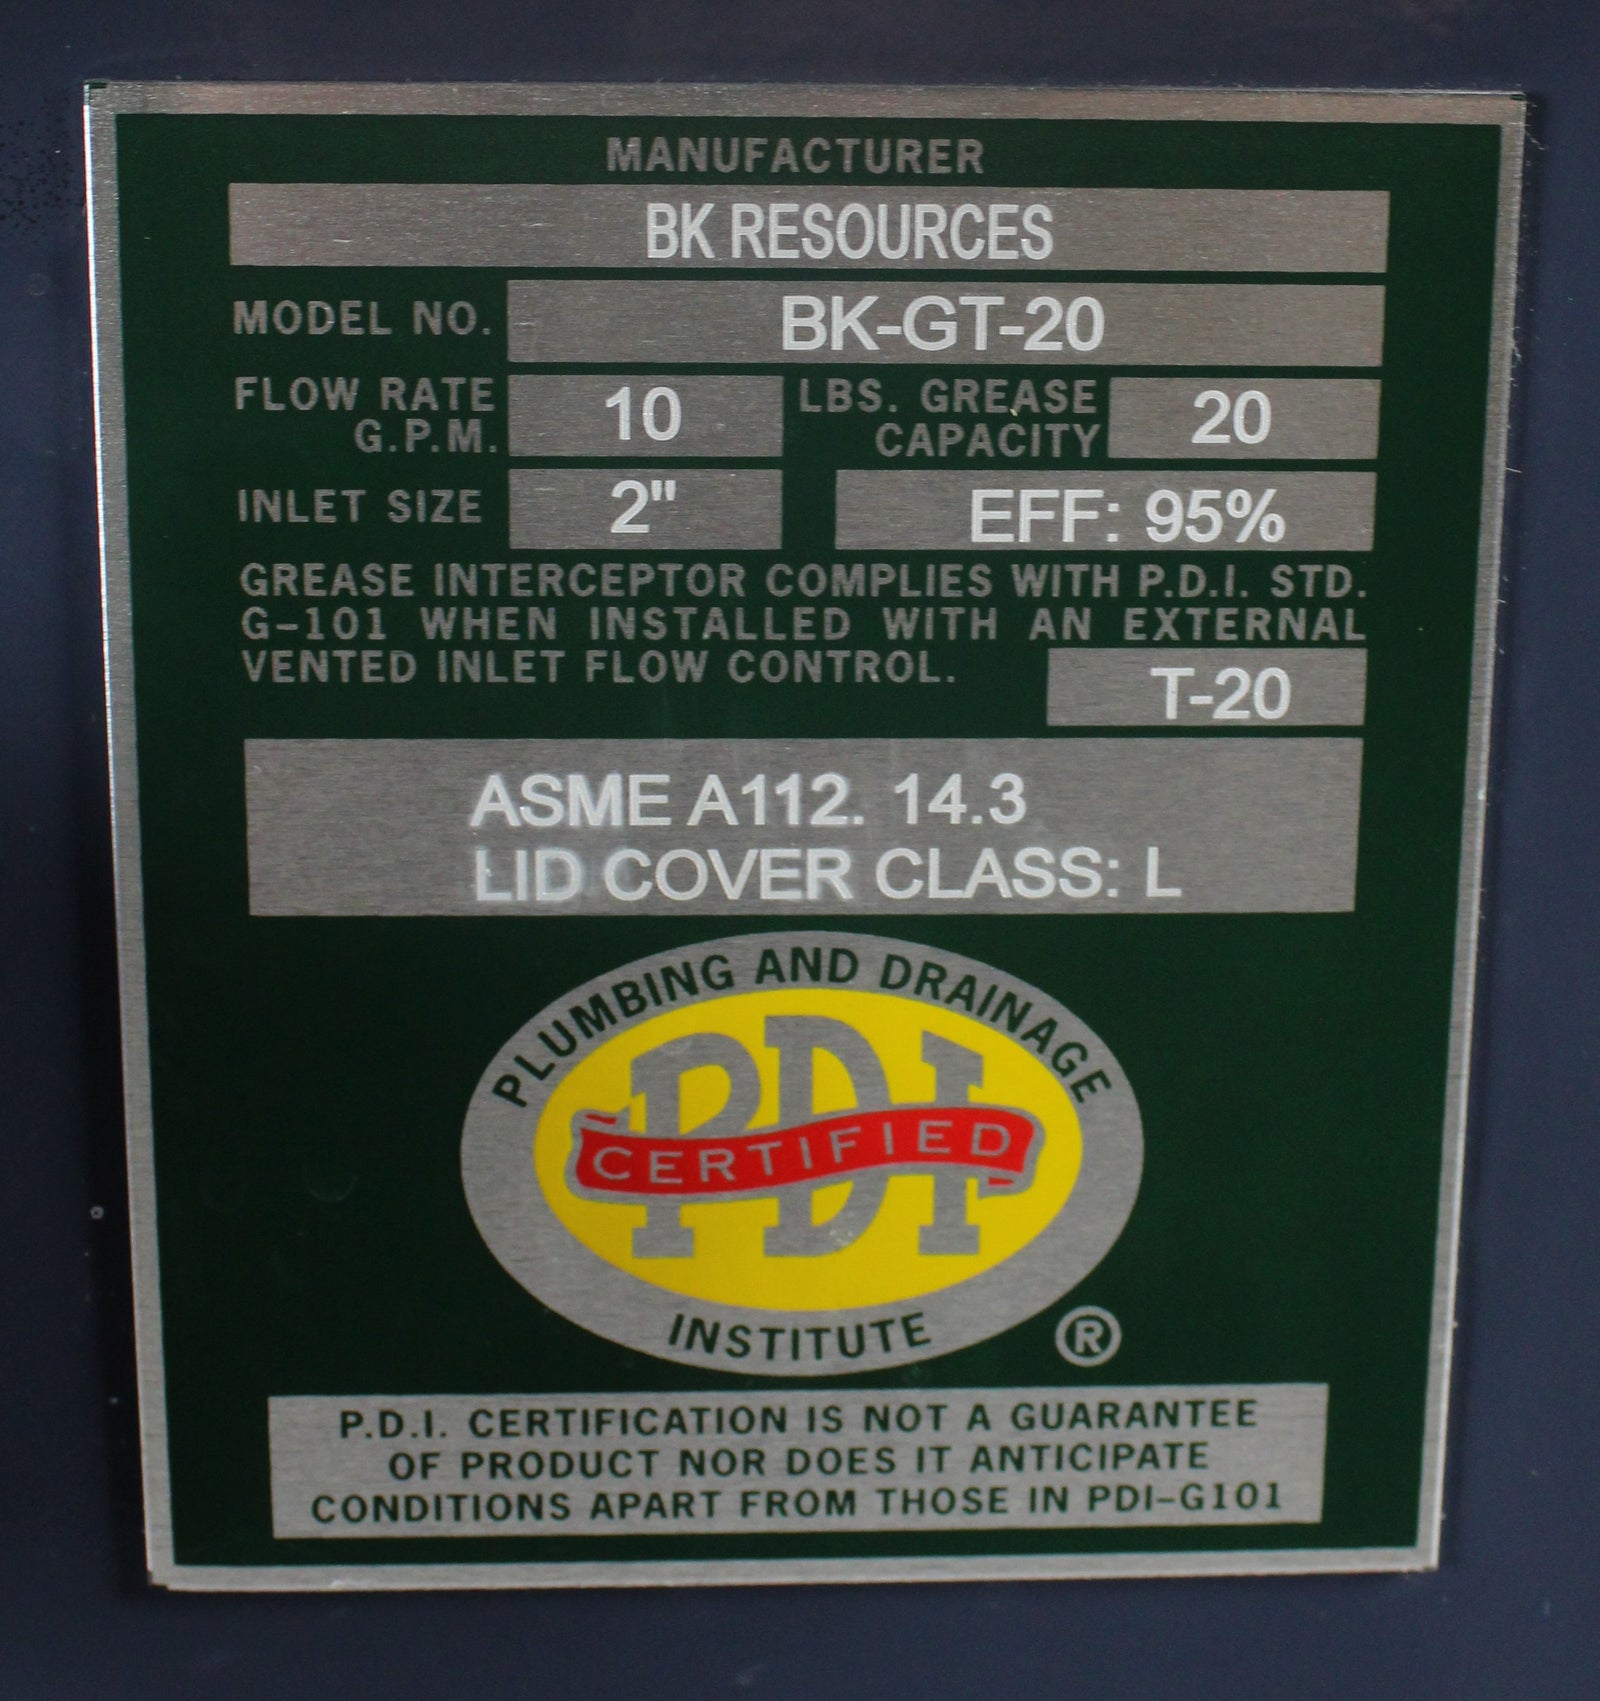 MANUFACTURER
BK RESOURCES
MODEL NO. BK-GT-20
FLOW RATE G.P.M. 10 LBS. GREASE CAPACITY 20
INLET SIZE 2" EFF: 95%
GREASE INTERCEPTOR COMPLIES WITH P.D.I. STD.
G-101 WHEN INSTALLED WITH AN EXTERNAL
VENTED INLET FLOW CONTROL.
T-20
ASME A112. 14.3
LID COVER CLASS: L
PLUMBING AND DRAINAGE
PDI
CERTIFIED
INSTITUTE
®
P.D.I. CERTIFICATION IS NOT A GUARANTEE
OF PRODUCT NOR DOES IT ANTICIPATE
CONDITIONS APART FROM THOSE IN PDI-G101